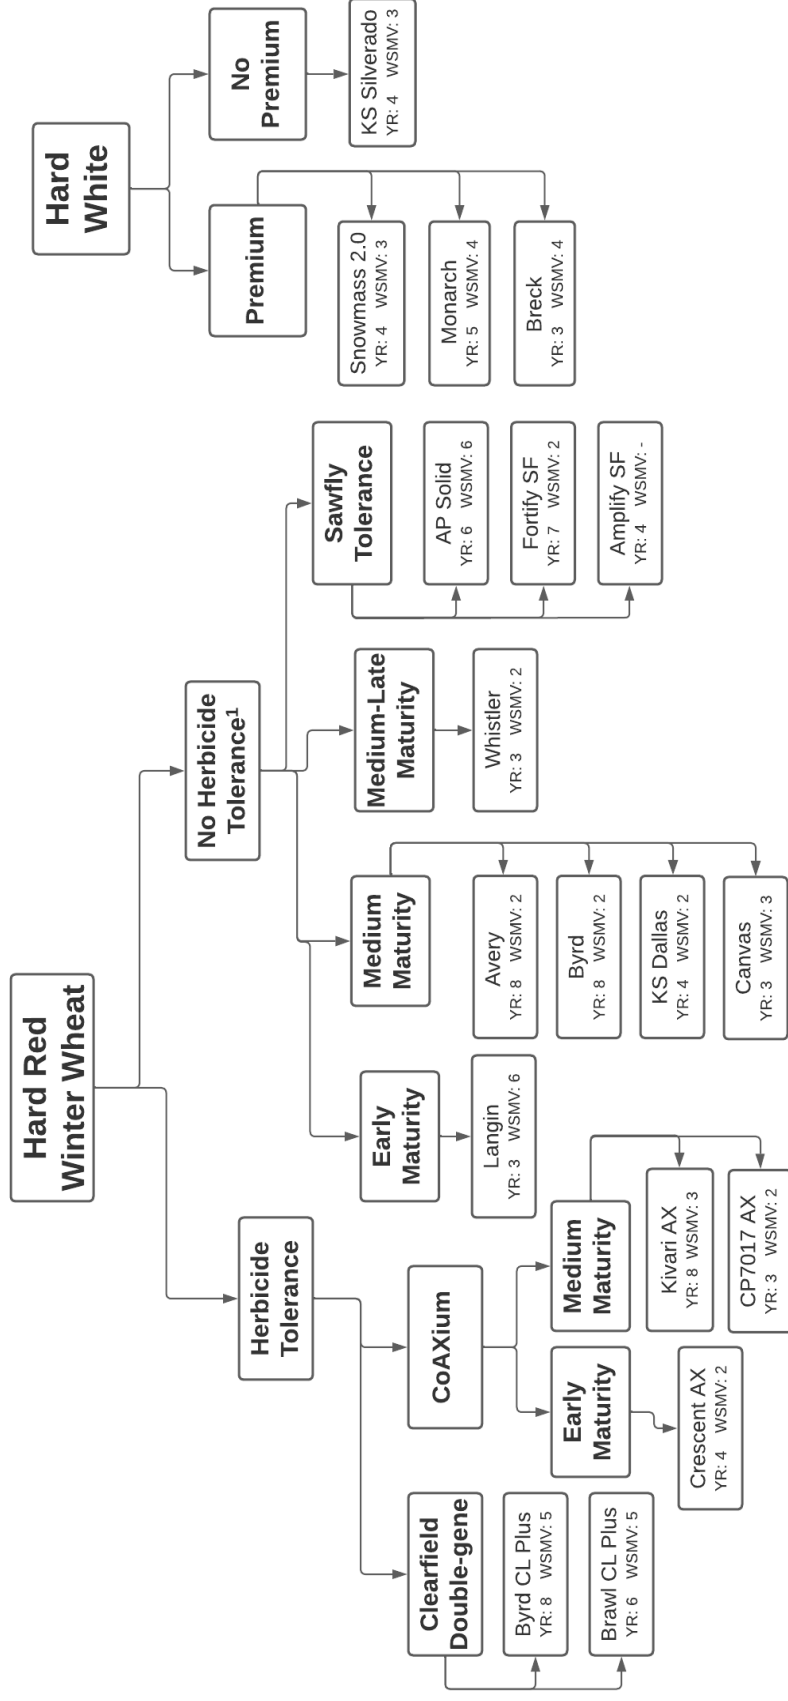 Hard Red
Winter Wheat
Herbicide
Tolerance
Clearfield
Double-gene
Byrd CL Plus
YR: 8 WSMV: 5
Brawl CL Plus
YR: 6 WSMV: 5
CoAXium
Early
Maturity
Crescent AX
YR: 4 WSMV: 2
Medium
Maturity
Kivari AX
YR: 8 WSMV: 3
CP7017 AX
YR: 3 WSMV: 2
No Herbicide
Tolerance¹
Early
Maturity
Langin
YR: 3 WSMV: 6
Medium
Maturity
Avery
YR: 8 WSMV: 2
Byrd
YR: 8 WSMV: 2
KS Dallas
YR: 4 WSMV: 2
Canvas
YR: 3 WSMV: 3
Medium-Late
Maturity
Whistler
YR: 3 WSMV: 2
Sawfly
Tolerance
AP Solid
YR: 6 WSMV: 6
Fortify SF
YR: 7 WSMV: 2
Amplify SF
YR: 4 WSMV: -
Hard
White
Premium
Snowmass 2.0
YR: 4 WSMV: 3
Monarch
YR: 5 WSMV: 4
Breck
YR: 3 WSMV: 4
No
Premium
KS Silverado
YR: 4 WSMV: 3